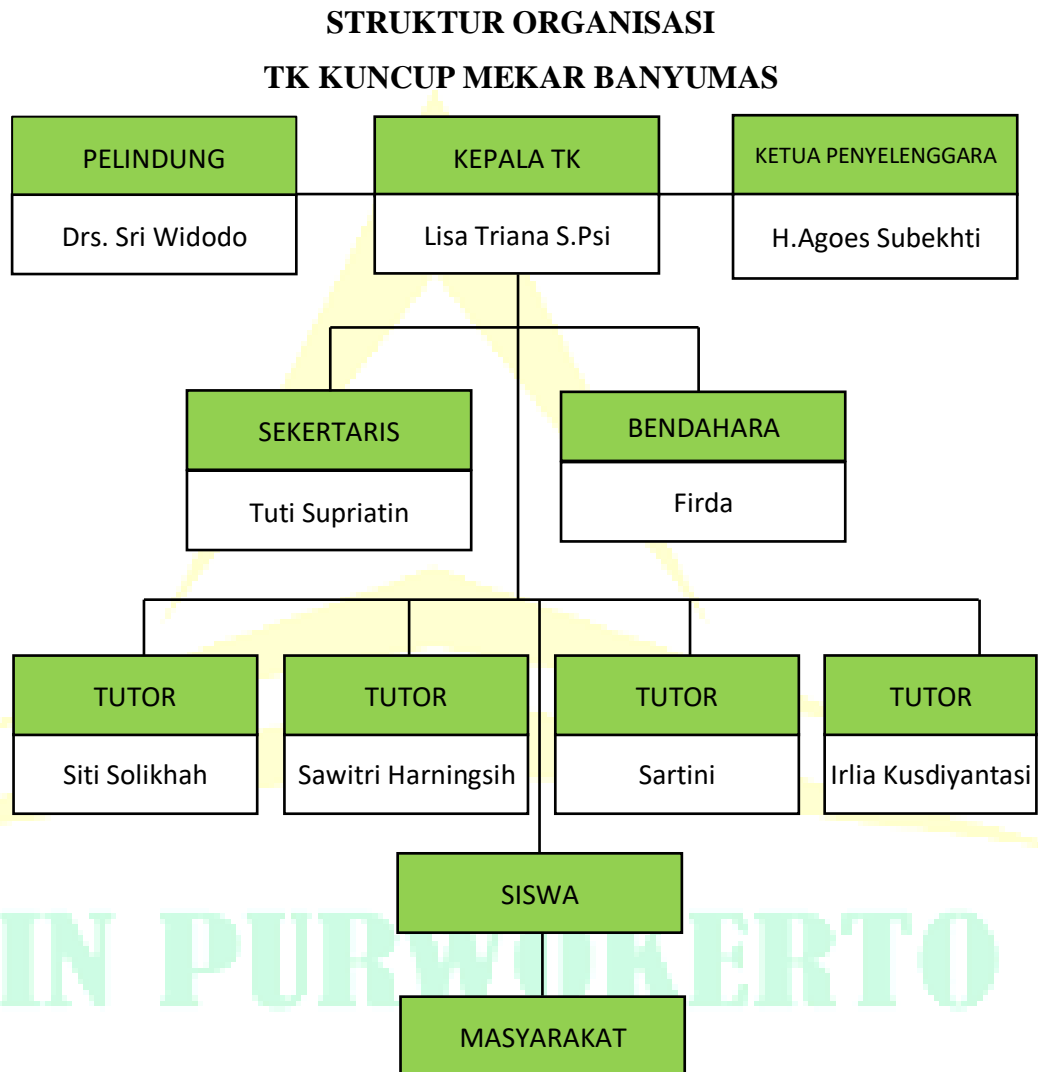 STRUKTUR ORGANISASI
TK KUNCUP MEKAR BANYUMAS
PELINDUNG
Drs. Sri Widodo
KEPALA TK
Lisa Triana S.Psi
KETUA PENYELENGGARA
H.Agoes Subekhti
SEKERTARIS
Tuti Supriatin
BENDAHARA
Firda
TUTOR
Siti Solikhah
TUTOR
Sawitri Harningsih
TUTOR
Sartini
TUTOR
Irlia Kusdiyantasi
SISWA
IN PURWOKERTO
MASYARAKAT